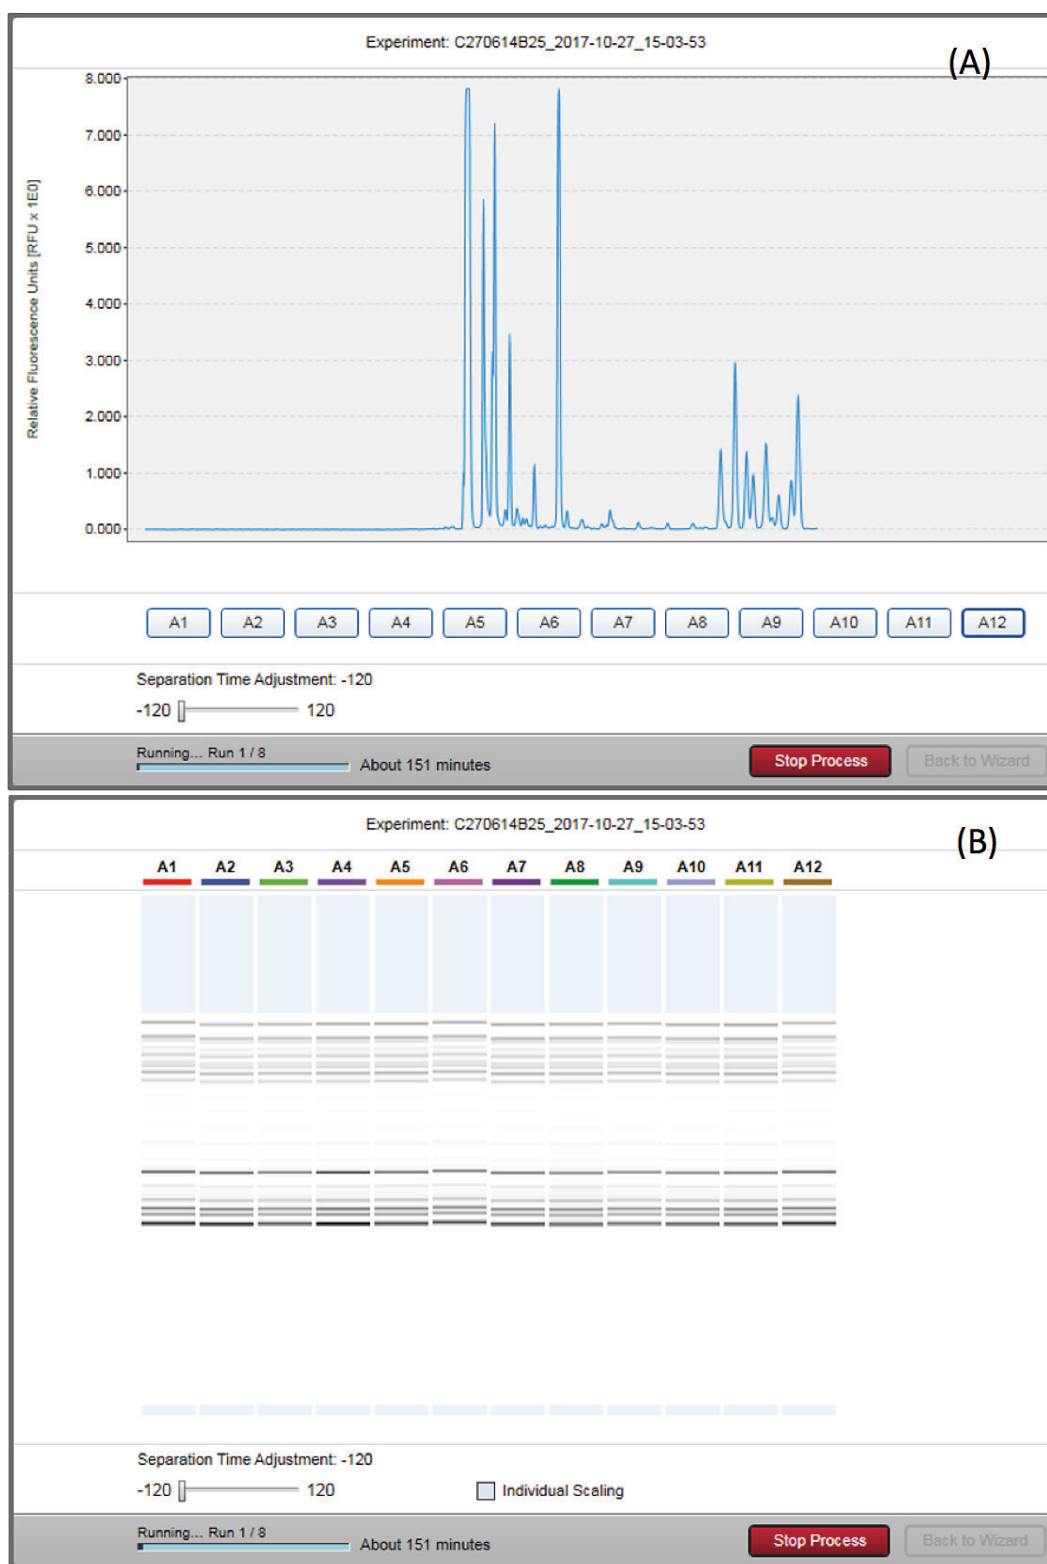 Experiment: C270614B25_2017-10-27_15-03-53
(A)
Relative Fluorescence Units [RFU x 1E0]
8.000
7.000
6.000
5.000
4.000
3.000
2.000
1.000
0.000
A1 A2 A3 A4 A5 A6 A7 A8 A9 A10 A11 A12
Separation Time Adjustment: -120
-120 120
Running... Run 1 / 8
About 151 minutes
Stop Process Back to Wizard
Experiment: C270614B25_2017-10-27_15-03-53
(B)
A1 A2 A3 A4 A5 A6 A7 A8 A9 A10 A11 A12
Separation Time Adjustment: -120
-120 120 Individual Scaling
Running... Run 1 / 8
About 151 minutes
Stop Process Back to Wizard